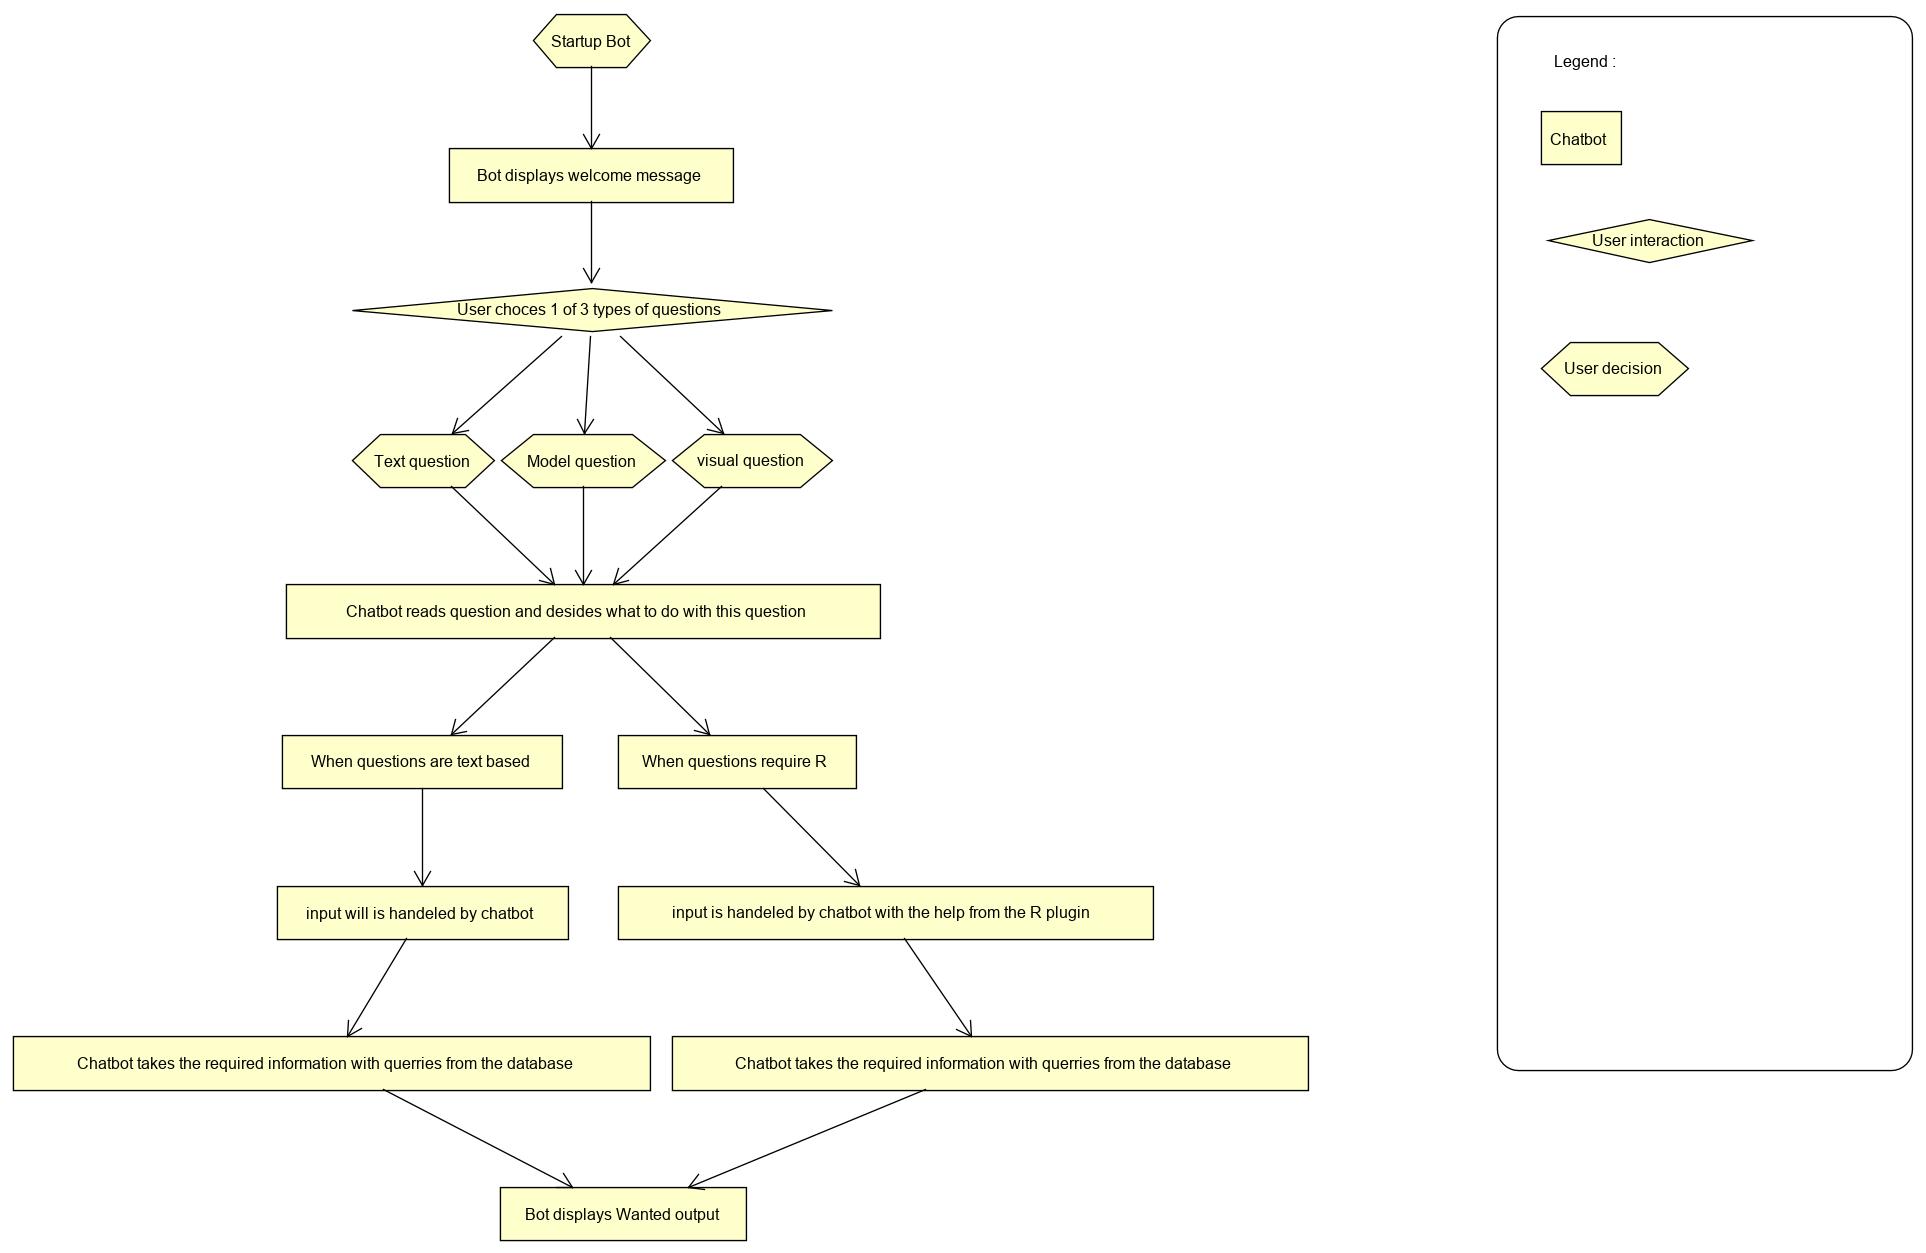 Startup Bot
Bot displays welcome message
User choces 1 of 3 types of questions
Text question
Model question
visual question
Chatbot reads question and desides what to do with this question
When questions are text based
When questions require R
input will is handeled by chatbot
input is handeled by chatbot with the help from the R plugin
Chatbot takes the required information with querries from the database
Chatbot takes the required information with querries from the database
Bot displays Wanted output
Legend :
Chatbot
User interaction
User decision